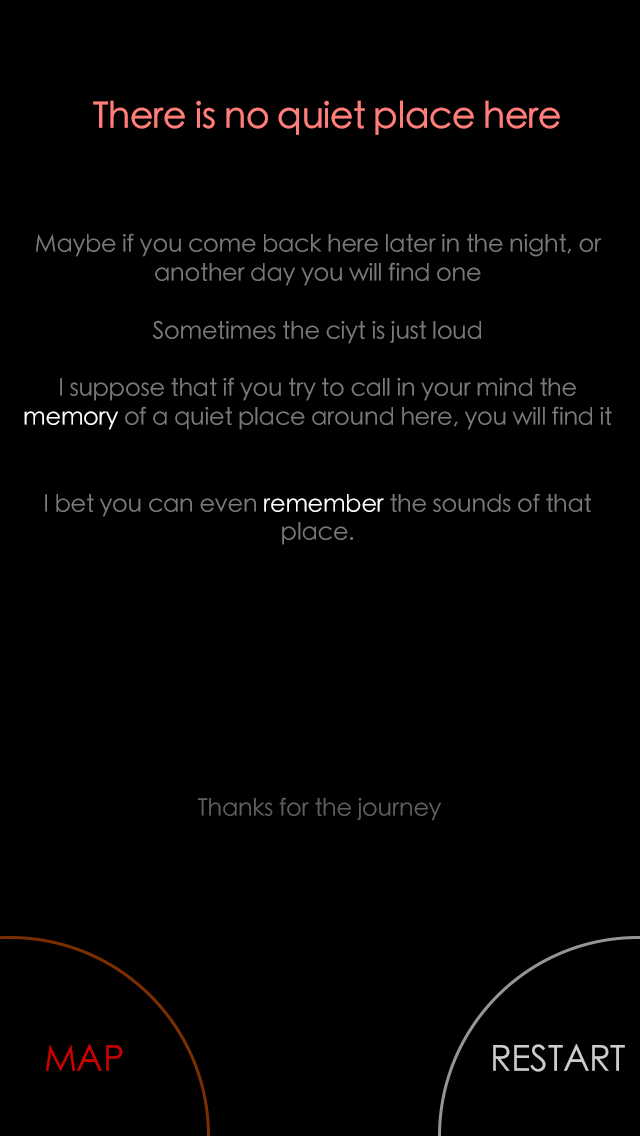 There is no quiet place here
Maybe if you come back here later in the night, or
another day you will find one
Sometimes the ciyt is just loud
I suppose that if you try to call in your mind the
memory of a quiet place around here, you will find it
I bet you can even remember the sounds of that
place.
Thanks for the journey
MAP
RESTART